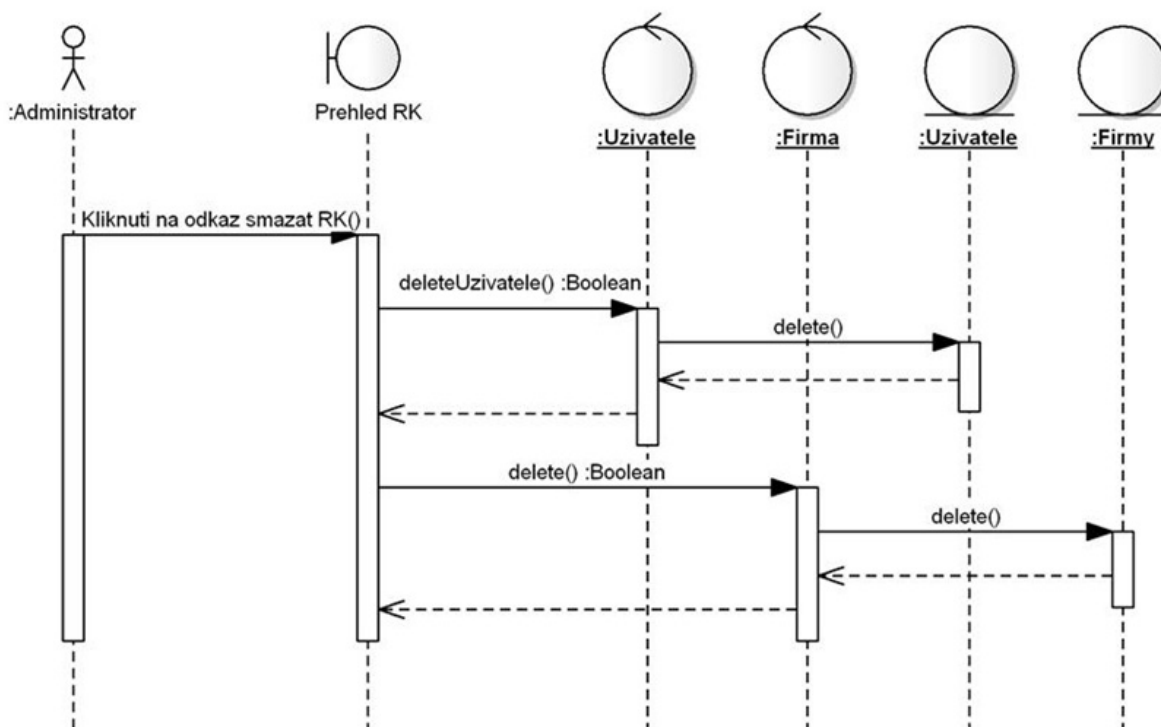 :Administrator
Prehled RK
:Uzivatele
:Firma
:Uzivatele
:Firmy
Kliknuti na odkaz smazat RK()
deleteUzivatele() :Boolean
delete()
delete() :Boolean
delete()